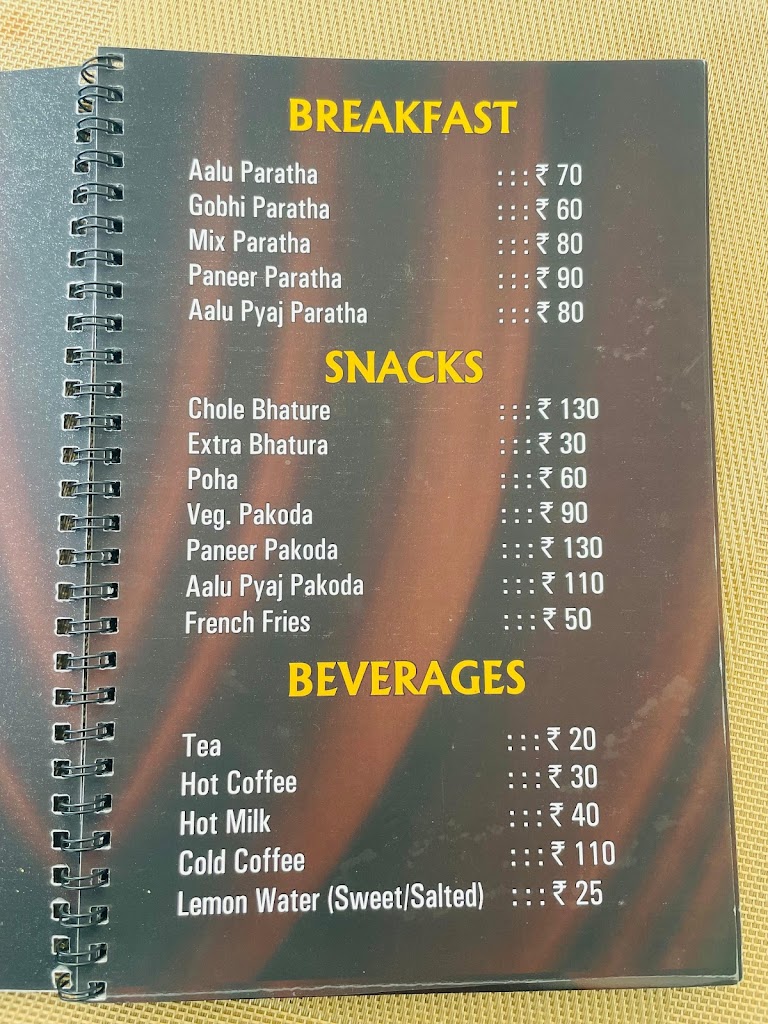 BREAKFAST
Aalu Paratha :::₹ 70
Gobhi Paratha :::₹ 60
Mix Paratha :::₹ 80
Paneer Paratha :::₹ 90
Aalu Pyaj Paratha :::₹ 80
SNACKS
Chole Bhature :::₹ 130
Extra Bhatura :::₹ 30
Poha :::₹ 60
Veg. Pakoda :::₹ 90
Paneer Pakoda :::₹ 130
Aalu Pyaj Pakoda :::₹ 110
French Fries :::₹ 50
BEVERAGES
Tea :::₹ 20
Hot Coffee :::₹ 30
Hot Milk :::₹ 40
Cold Coffee :::₹ 110
Lemon Water (Sweet/Salted) :::₹ 25